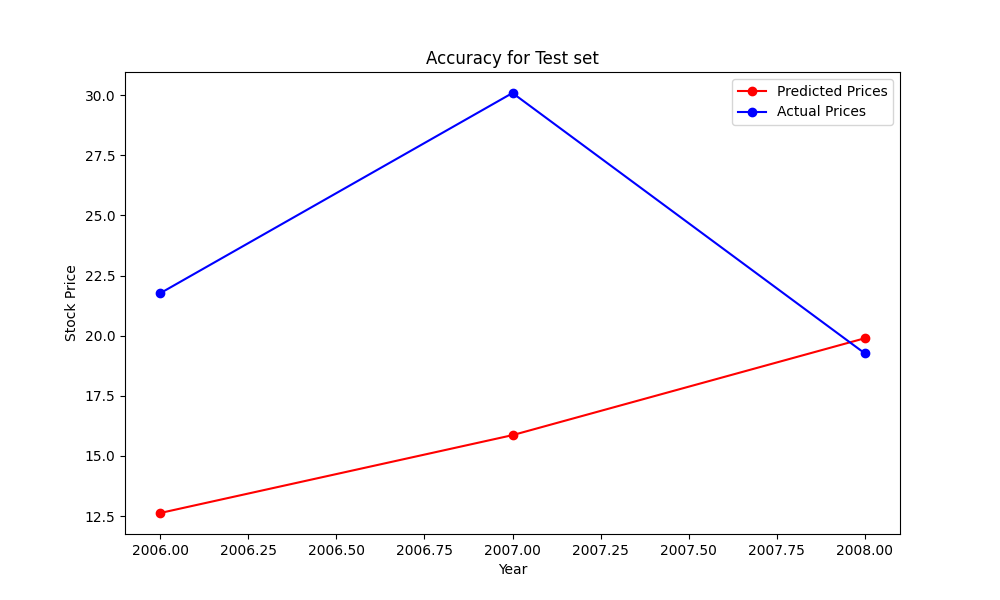 Accuracy for Test set
Predicted Prices
Actual Prices
30.0
27.5
25.0
22.5
20.0
17.5
15.0
12.5
Stock Price
2006.00 2006.25 2006.50 2006.75 2007.00 2007.25 2007.50 2007.75 2008.00
Year